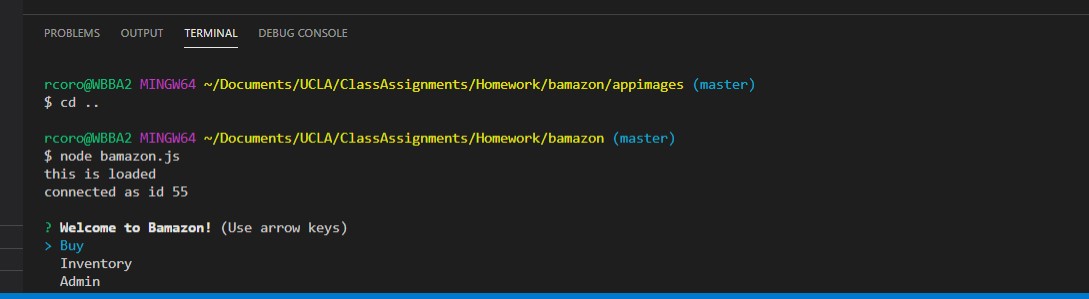 PROBLEMS OUTPUT TERMINAL DEBUG CONSOLE
rcoro@WBBA2 MINGW64 ~/Documents/UCLA/ClassAssignments/Homework/bamazon/appimages (master)
$ cd ..
rcoro@WBBA2 MINGW64 ~/Documents/UCLA/ClassAssignments/Homework/bamazon (master)
$ node bamazon.js
this is loaded
connected as id 55
? Welcome to Bamazon! (Use arrow keys)
> Buy
Inventory
Admin